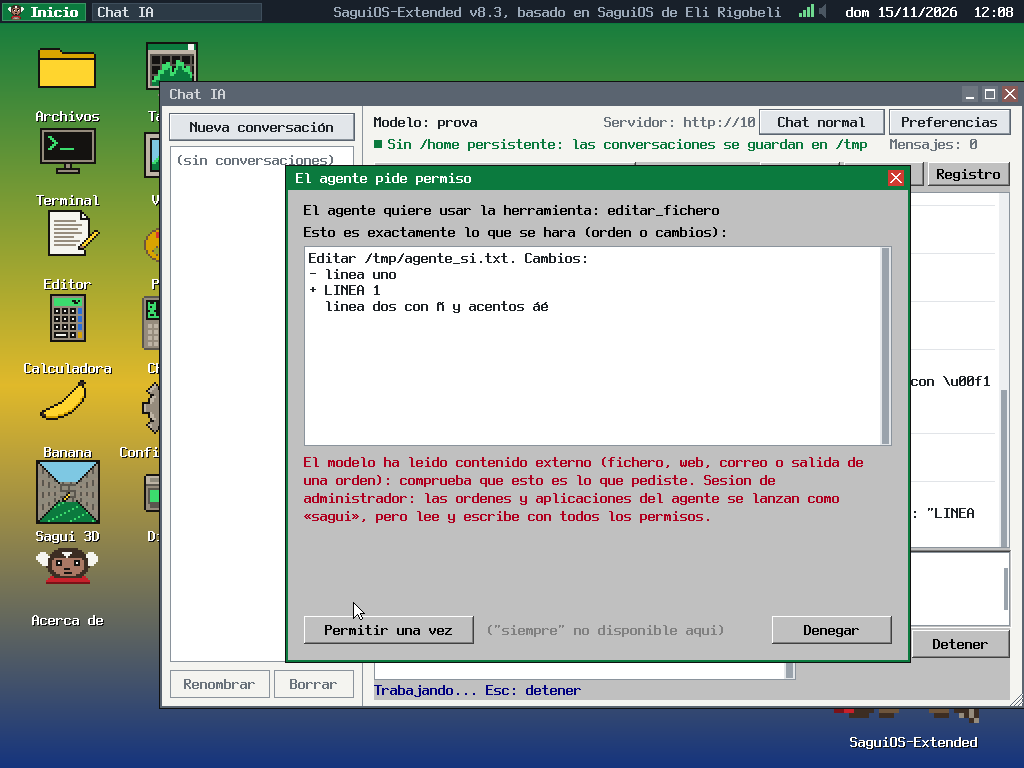 Inicio
Chat IA
SaguiOS-Extended v8.3, basado en SaguiOS de Eli Rigobeli
dom 15/11/2026 12:08
Archivos
Terminal
Editor
Calculadora
Banana
Confi
Sagui 3D
Acerca de
Chat IA
Nueva conversación
(sin conversaciones)
Modelo: prova
Servidor: http://10
Chat normal
Preferencias
Sin /home persistente: las conversaciones se guardan en /tmp
Mensajes: 0
Registro
El agente pide permiso
El agente quiere usar la herramienta: editar_fichero
Esto es exactamente lo que se hara (orden o cambios):
Editar /tmp/agente_si.txt. Cambios:
- linea uno
+ LINEA 1
linea dos con ñ y acentos áé
El modelo ha leido contenido externo (fichero, web, correo o salida de
una orden): comprueba que esto es lo que pediste. Sesion de
administrador: las ordenes y aplicaciones del agente se lanzan como
«sagui», pero lee y escribe con todos los permisos.
Permitir una vez
("siempre" no disponible aqui)
Denegar
con \u00f1
: "LINEA
Detener
Renombrar
Borrar
Trabajando... Esc: detener
SaguiOS-Extended